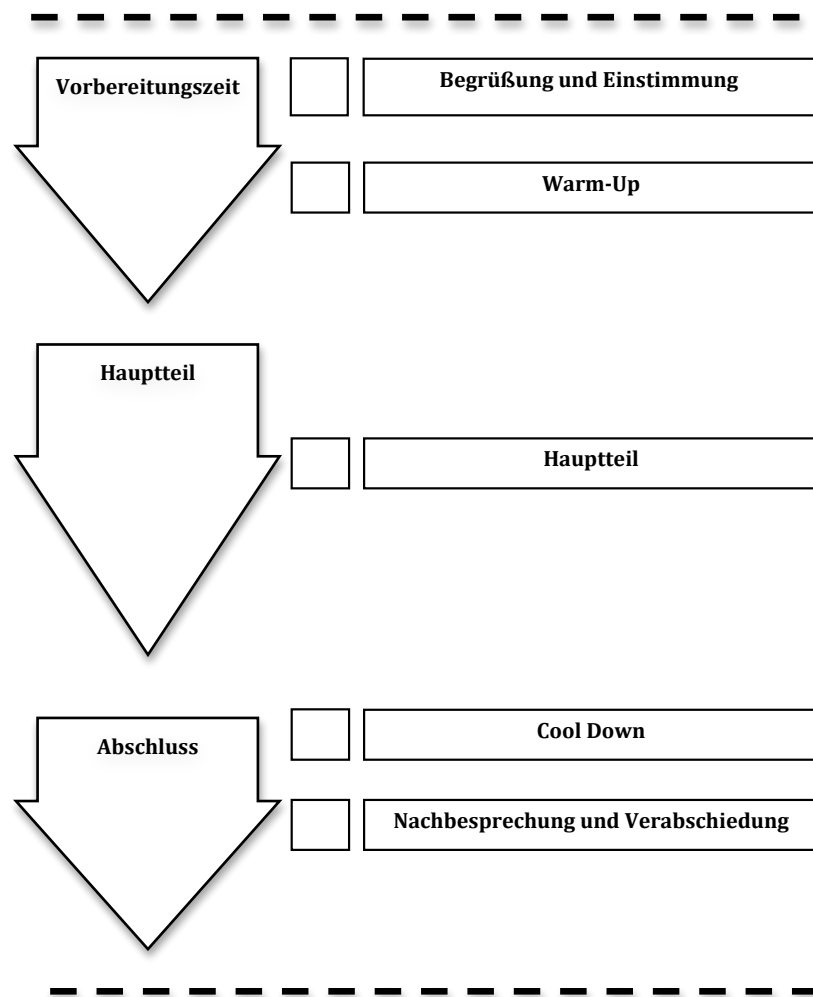 Vorbereitungszeit
Begrüßung und Einstimmung
Warm-Up
Hauptteil
Hauptteil
Abschluss
Cool Down
Nachbesprechung und Verabschiedung